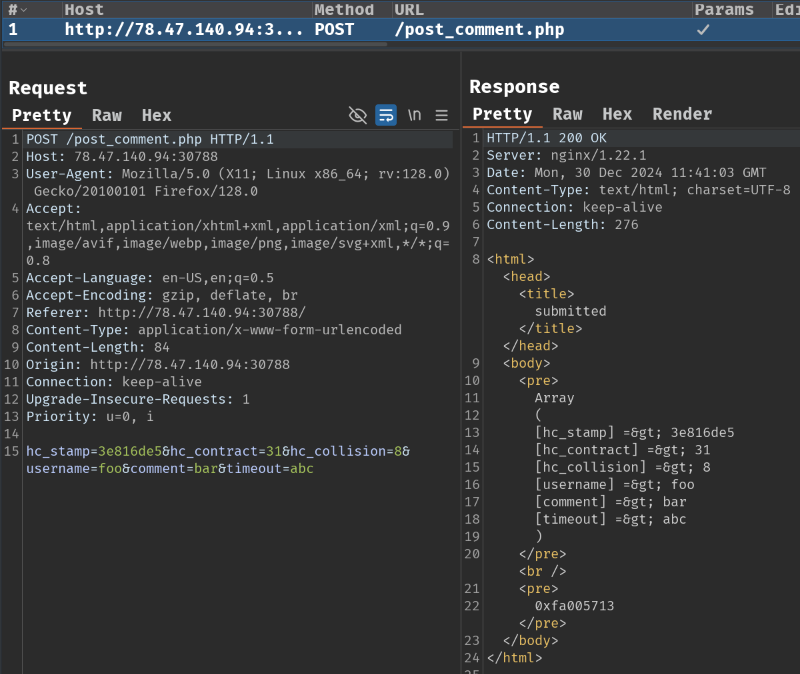 # Host Method URL Params Edi
1 http://78.47.140.94:3... POST /post_comment.php ✓
Request
Pretty Raw Hex \n
1 POST /post_comment.php HTTP/1.1
2 Host: 78.47.140.94:30788
3 User-Agent: Mozilla/5.0 (X11; Linux x86_64; rv:128.0)
Gecko/20100101 Firefox/128.0
4 Accept:
text/html,application/xhtml+xml,application/xml;q=0.9
,image/avif,image/webp,image/png,image/svg+xml,*/*;q=
0.8
5 Accept-Language: en-US,en;q=0.5
6 Accept-Encoding: gzip, deflate, br
7 Referer: http://78.47.140.94:30788/
8 Content-Type: application/x-www-form-urlencoded
9 Content-Length: 84
10 Origin: http://78.47.140.94:30788
11 Connection: keep-alive
12 Upgrade-Insecure-Requests: 1
13 Priority: u=0, i
14
15 hc_stamp=3e816de5&hc_contract=31&hc_collision=8&
username=foo&comment=bar&timeout=abc
Response
Pretty Raw Hex Render
1 HTTP/1.1 200 OK
2 Server: nginx/1.22.1
3 Date: Mon, 30 Dec 2024 11:41:03 GMT
4 Content-Type: text/html; charset=UTF-8
5 Connection: keep-alive
6 Content-Length: 276
7
8 <html>
<head>
<title>
submitted
</title>
</head>
9 <body>
10 <pre>
11 Array
12 (
13 [hc_stamp] =&gt; 3e816de5
14 [hc_contract] =&gt; 31
15 [hc_collision] =&gt; 8
16 [username] =&gt; foo
17 [comment] =&gt; bar
18 [timeout] =&gt; abc
19 )
20 </pre>
<br />
21 <pre>
22 0xfa005713
</pre>
23 </body>
24 </html>
25